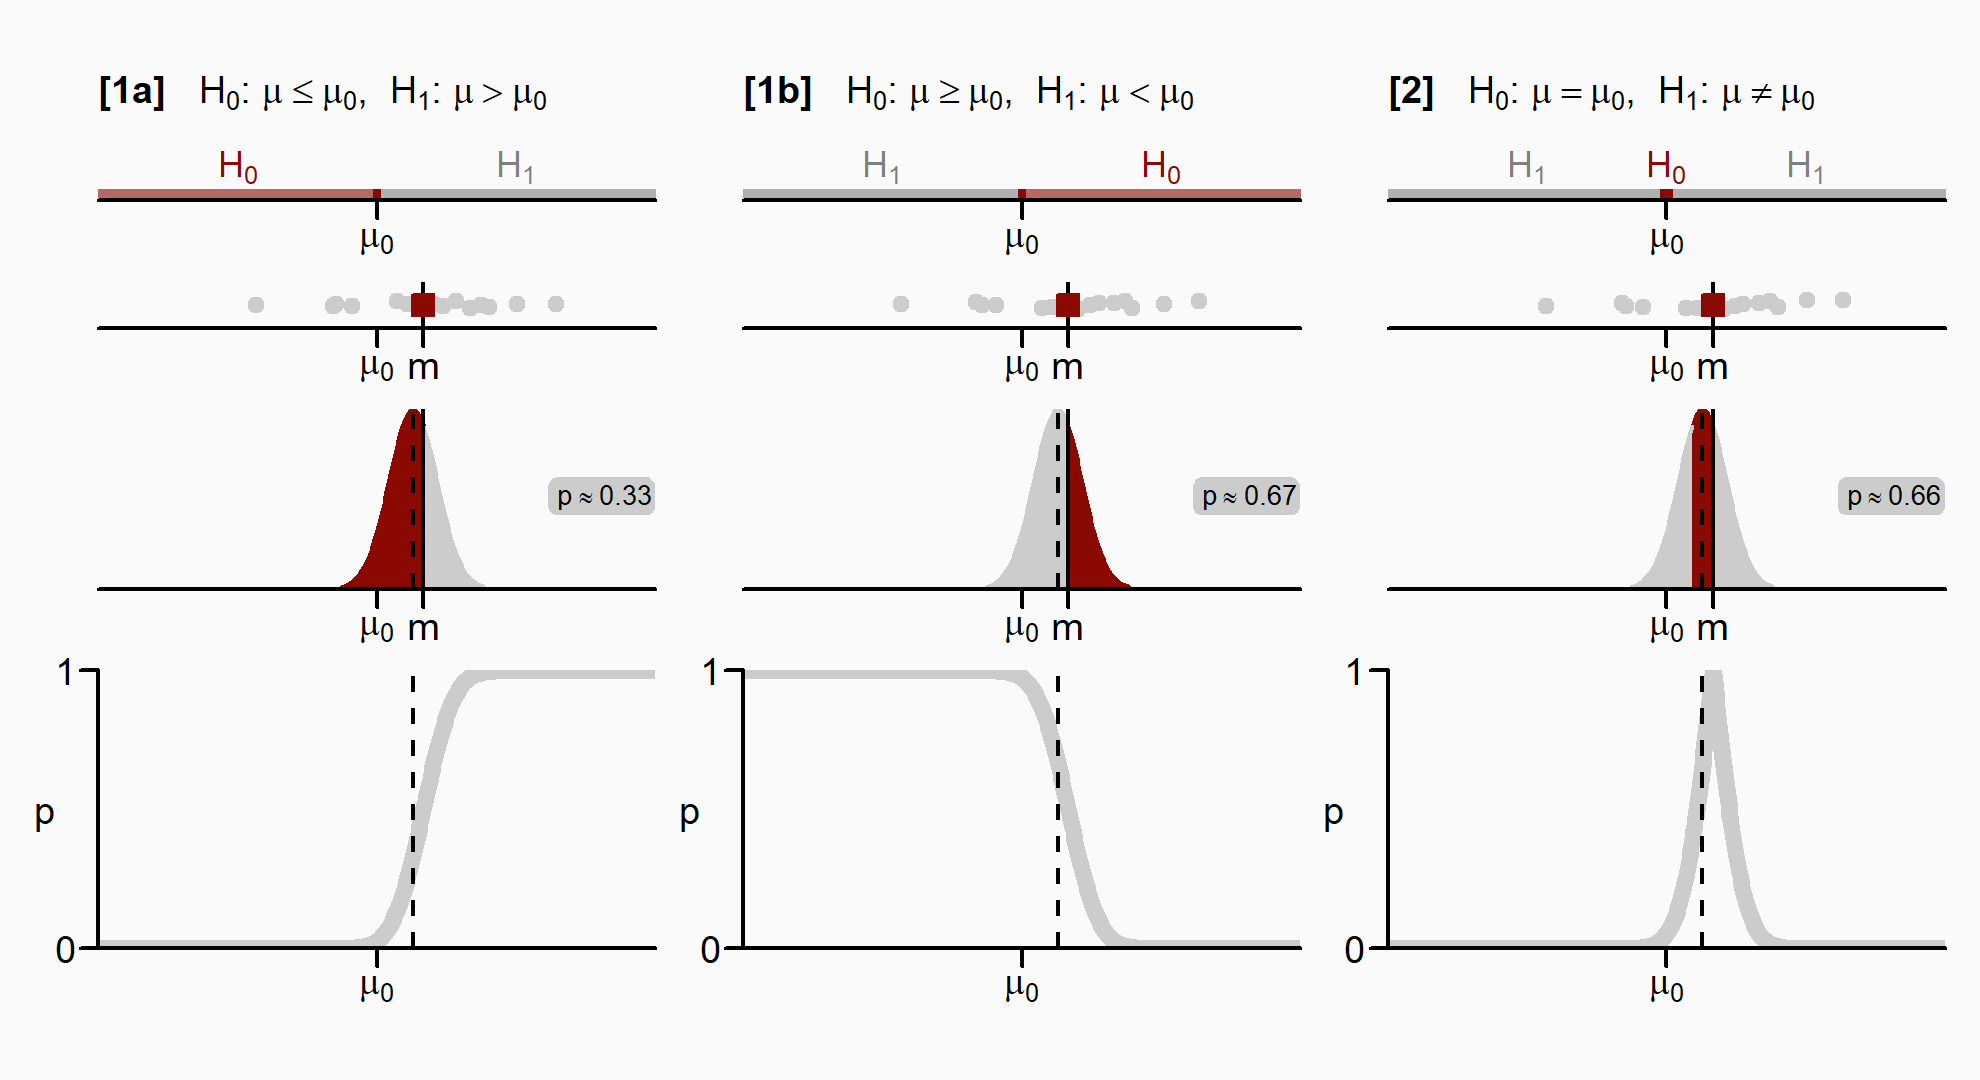 [1a] H₀: μ ≤ μ₀, H₁: μ > μ₀
H₀ H₁
μ₀
μ₀ m
p ≈ 0.33
μ₀ m
1
p
0
μ₀
[1b] H₀: μ ≥ μ₀, H₁: μ < μ₀
H₁ H₀
μ₀
μ₀ m
p ≈ 0.67
μ₀ m
1
p
0
μ₀
[2] H₀: μ = μ₀, H₁: μ ≠ μ₀
H₁ H₀ H₁
μ₀
μ₀ m
p ≈ 0.66
μ₀ m
1
p
0
μ₀